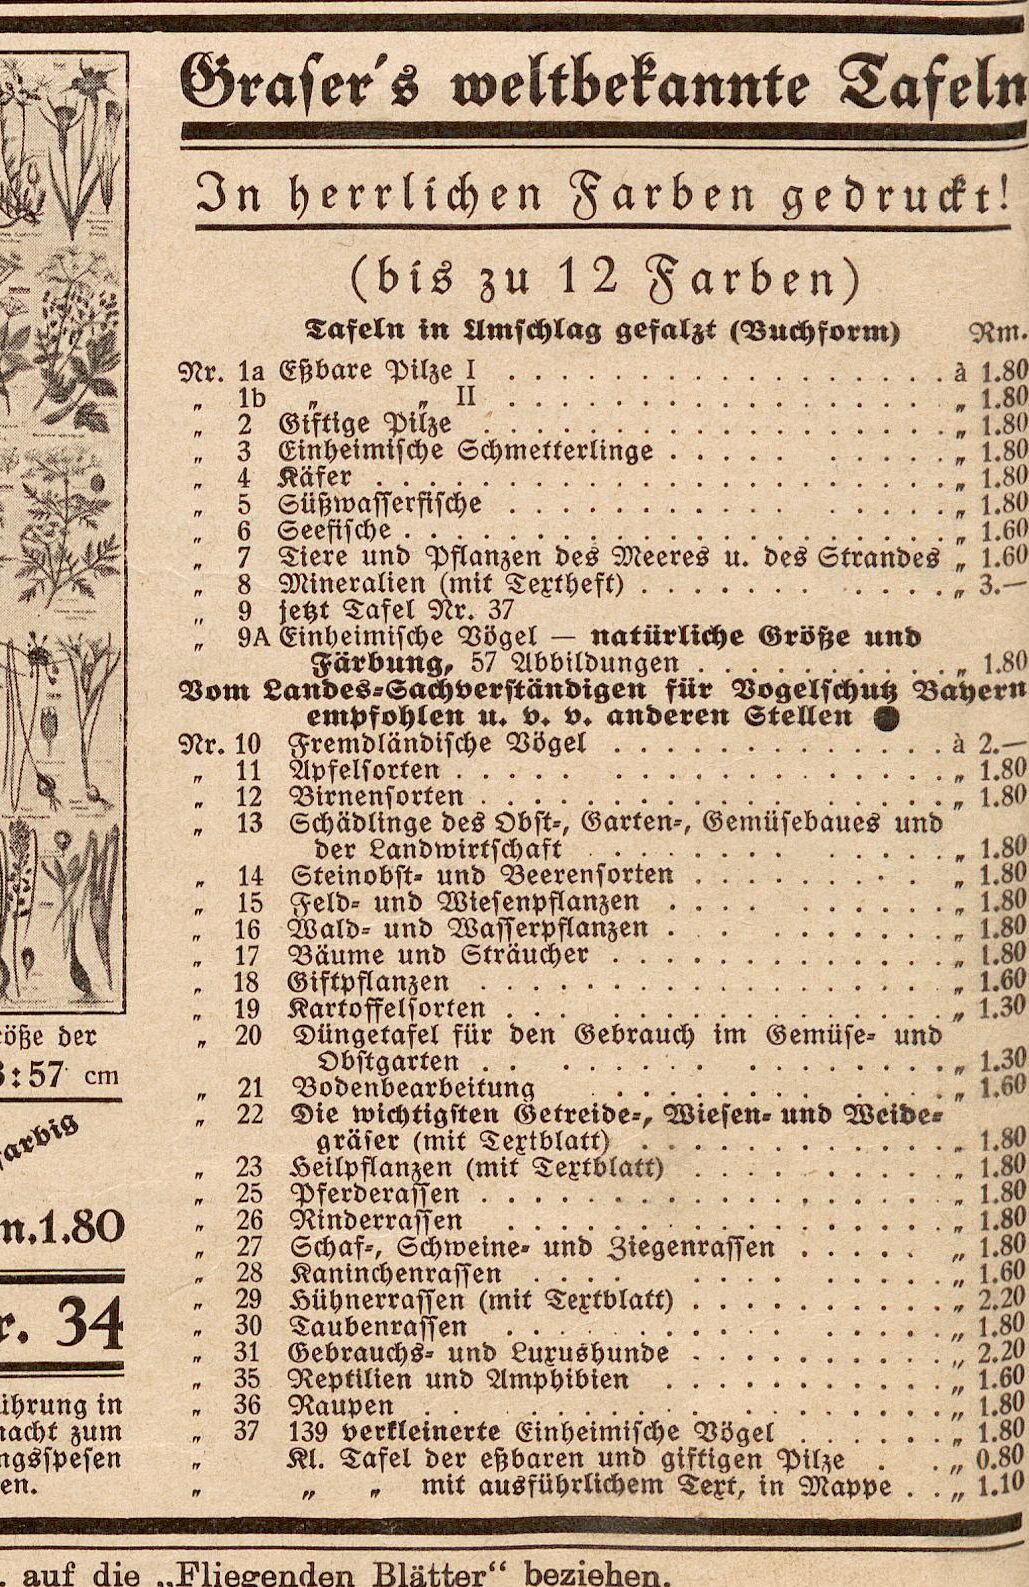 Graser's weltbekannte Tafeln
In herrlichen Farben gedruckt!
(bis zu 12 Farben)
Tafeln in Umschlag gefalzt (Buchform) Rm.
Nr. 1a Eßbare Pilze I . . . . . . . . . . . . . . . . . à 1.80
„ 1b „ „ II . . . . . . . . . . . . . . . . . „ 1.80
„ 2 Giftige Pilze . . . . . . . . . . . . . . . . . „ 1.80
„ 3 Einheimische Schmetterlinge . . . . . . . . . . „ 1.80
„ 4 Käfer . . . . . . . . . . . . . . . . . . . . . „ 1.80
„ 5 Süßwasserfische . . . . . . . . . . . . . . . . „ 1.80
„ 6 Seefische . . . . . . . . . . . . . . . . . . . „ 1.60
„ 7 Tiere und Pflanzen des Meeres u. des Strandes „ 1.60
„ 8 Mineralien (mit Textheft) . . . . . . . . . . . „ 3.—
„ 9 jetzt Tafel Nr. 37
„ 9A Einheimische Vögel — natürliche Größe und
Färbung, 57 Abbildungen . . . . . . . . . . „ 1.80
Vom Landes-Sachverständigen für Vogelschutz Bayern
empfohlen u. v. v. anderen Stellen ●
Nr. 10 Fremdländische Vögel . . . . . . . . . . . . . à 2.—
„ 11 Apfelsorten . . . . . . . . . . . . . . . . . . „ 1.80
„ 12 Birnensorten . . . . . . . . . . . . . . . . . „ 1.80
„ 13 Schädlinge des Obst-, Garten-, Gemüsebaues und
der Landwirtschaft . . . . . . . . . . . . . „ 1.80
„ 14 Steinobst- und Beerensorten . . . . . . . . . . „ 1.80
„ 15 Feld- und Wiesenpflanzen . . . . . . . . . . . „ 1.80
„ 16 Wald- und Wasserpflanzen . . . . . . . . . . . „ 1.80
„ 17 Bäume und Sträucher . . . . . . . . . . . . . „ 1.80
„ 18 Giftpflanzen . . . . . . . . . . . . . . . . . „ 1.60
„ 19 Kartoffelsorten . . . . . . . . . . . . . . . . „ 1.30
„ 20 Düngetafel für den Gebrauch im Gemüse- und
Obstgarten . . . . . . . . . . . . . . . . . „ 1.30
„ 21 Bodenbearbeitung . . . . . . . . . . . . . . „ 1.60
„ 22 Die wichtigsten Getreide-, Wiesen- und Weide-
gräser (mit Textblatt) . . . . . . . . . . . „ 1.80
„ 23 Heilpflanzen (mit Textblatt) . . . . . . . . . . „ 1.80
„ 25 Pferderassen . . . . . . . . . . . . . . . . . „ 1.80
„ 26 Rinderrassen . . . . . . . . . . . . . . . . . „ 1.80
„ 27 Schaf-, Schweine- und Ziegenrassen . . . . . „ 1.80
„ 28 Kaninchenrassen . . . . . . . . . . . . . . . „ 1.60
„ 29 Hühnerrassen (mit Textblatt) . . . . . . . . . . „ 2.20
„ 30 Taubenrassen . . . . . . . . . . . . . . . . . „ 1.80
„ 31 Gebrauchs- und Luxushunde . . . . . . . . . . „ 2.20
„ 35 Reptilien und Amphibien . . . . . . . . . . . „ 1.60
„ 36 Raupen . . . . . . . . . . . . . . . . . . . . „ 1.80
„ 37 139 verkleinerte Einheimische Vögel . . . . . . „ 1.80
„ Kl. Tafel der eßbaren und giftigen Pilze . . . „ 0.80
„ „ „ mit ausführlichem Text, in Mappe . . „ 1.10
öße der
3:57 cm
arbis
m.1.80
r. 34
ührung in
macht zum
ngsspesen
en.
. auf die „Fliegenden Blätter“ beziehen.